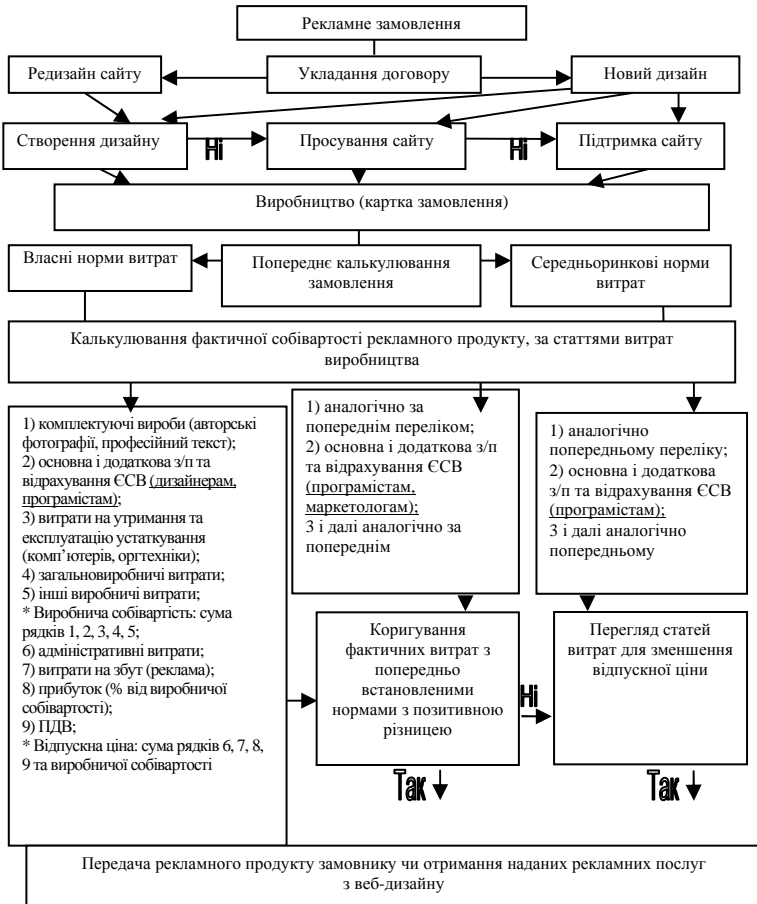 Рекламне замовлення
Редизайн сайту
Укладання договору
Новий дизайн
Створення дизайну
Ні
Просування сайту
Ні
Підтримка сайту
Виробництво (картка замовлення)
Власні норми витрат
Попереднє калькулювання
замовлення
Середньоринкові норми
витрат
Калькулювання фактичної собівартості рекламного продукту, за статтями витрат
виробництва
1) комплектуючі вироби (авторські
фотографії, професійний текст);
2) основна і додаткова з/п та
відрахування ЄСВ (дизайнерам,
програмістам);
3) витрати на утримання та
експлуатацію устаткування
(комп’ютерів, оргтехніки);
4) загальновиробничі витрати;
5) інші виробничі витрати;
* Виробнича собівартість: сума
рядків 1, 2, 3, 4, 5;
6) адміністративні витрати;
7) витрати на збут (реклама);
8) прибуток (% від виробничої
собівартості);
9) ПДВ;
* Відпускна ціна: сума рядків 6, 7, 8,
9 та виробничої собівартості
1) аналогічно за
попереднім переліком;
2) основна і додаткова з/п
та відрахування ЄСВ
(програмістам,
маркетологам);
3 і далі аналогічно за
попереднім
1) аналогічно
попередньому переліку;
2) основна і додаткова
з/п та відрахування ЄСВ
(програмістам);
3 і далі аналогічно
попередньому
Коригування
фактичних витрат з
попередньо
встановленими
нормами з позитивною
різницею
Ні
Перегляд статей
витрат для зменшення
відпускної ціни
Так
Так
Передача рекламного продукту замовнику чи отримання наданих рекламних послуг
з веб-дизайну